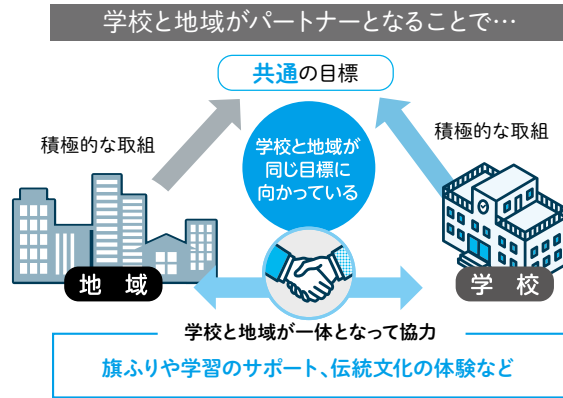 学校と地域がパートナーとなることで…
共通の目標
積極的な取組
積極的な取組
学校と地域が
同じ目標に
向かっている
地 域
学 校
学校と地域が一体となって協力
旗ふりや学習のサポート、伝統文化の体験など